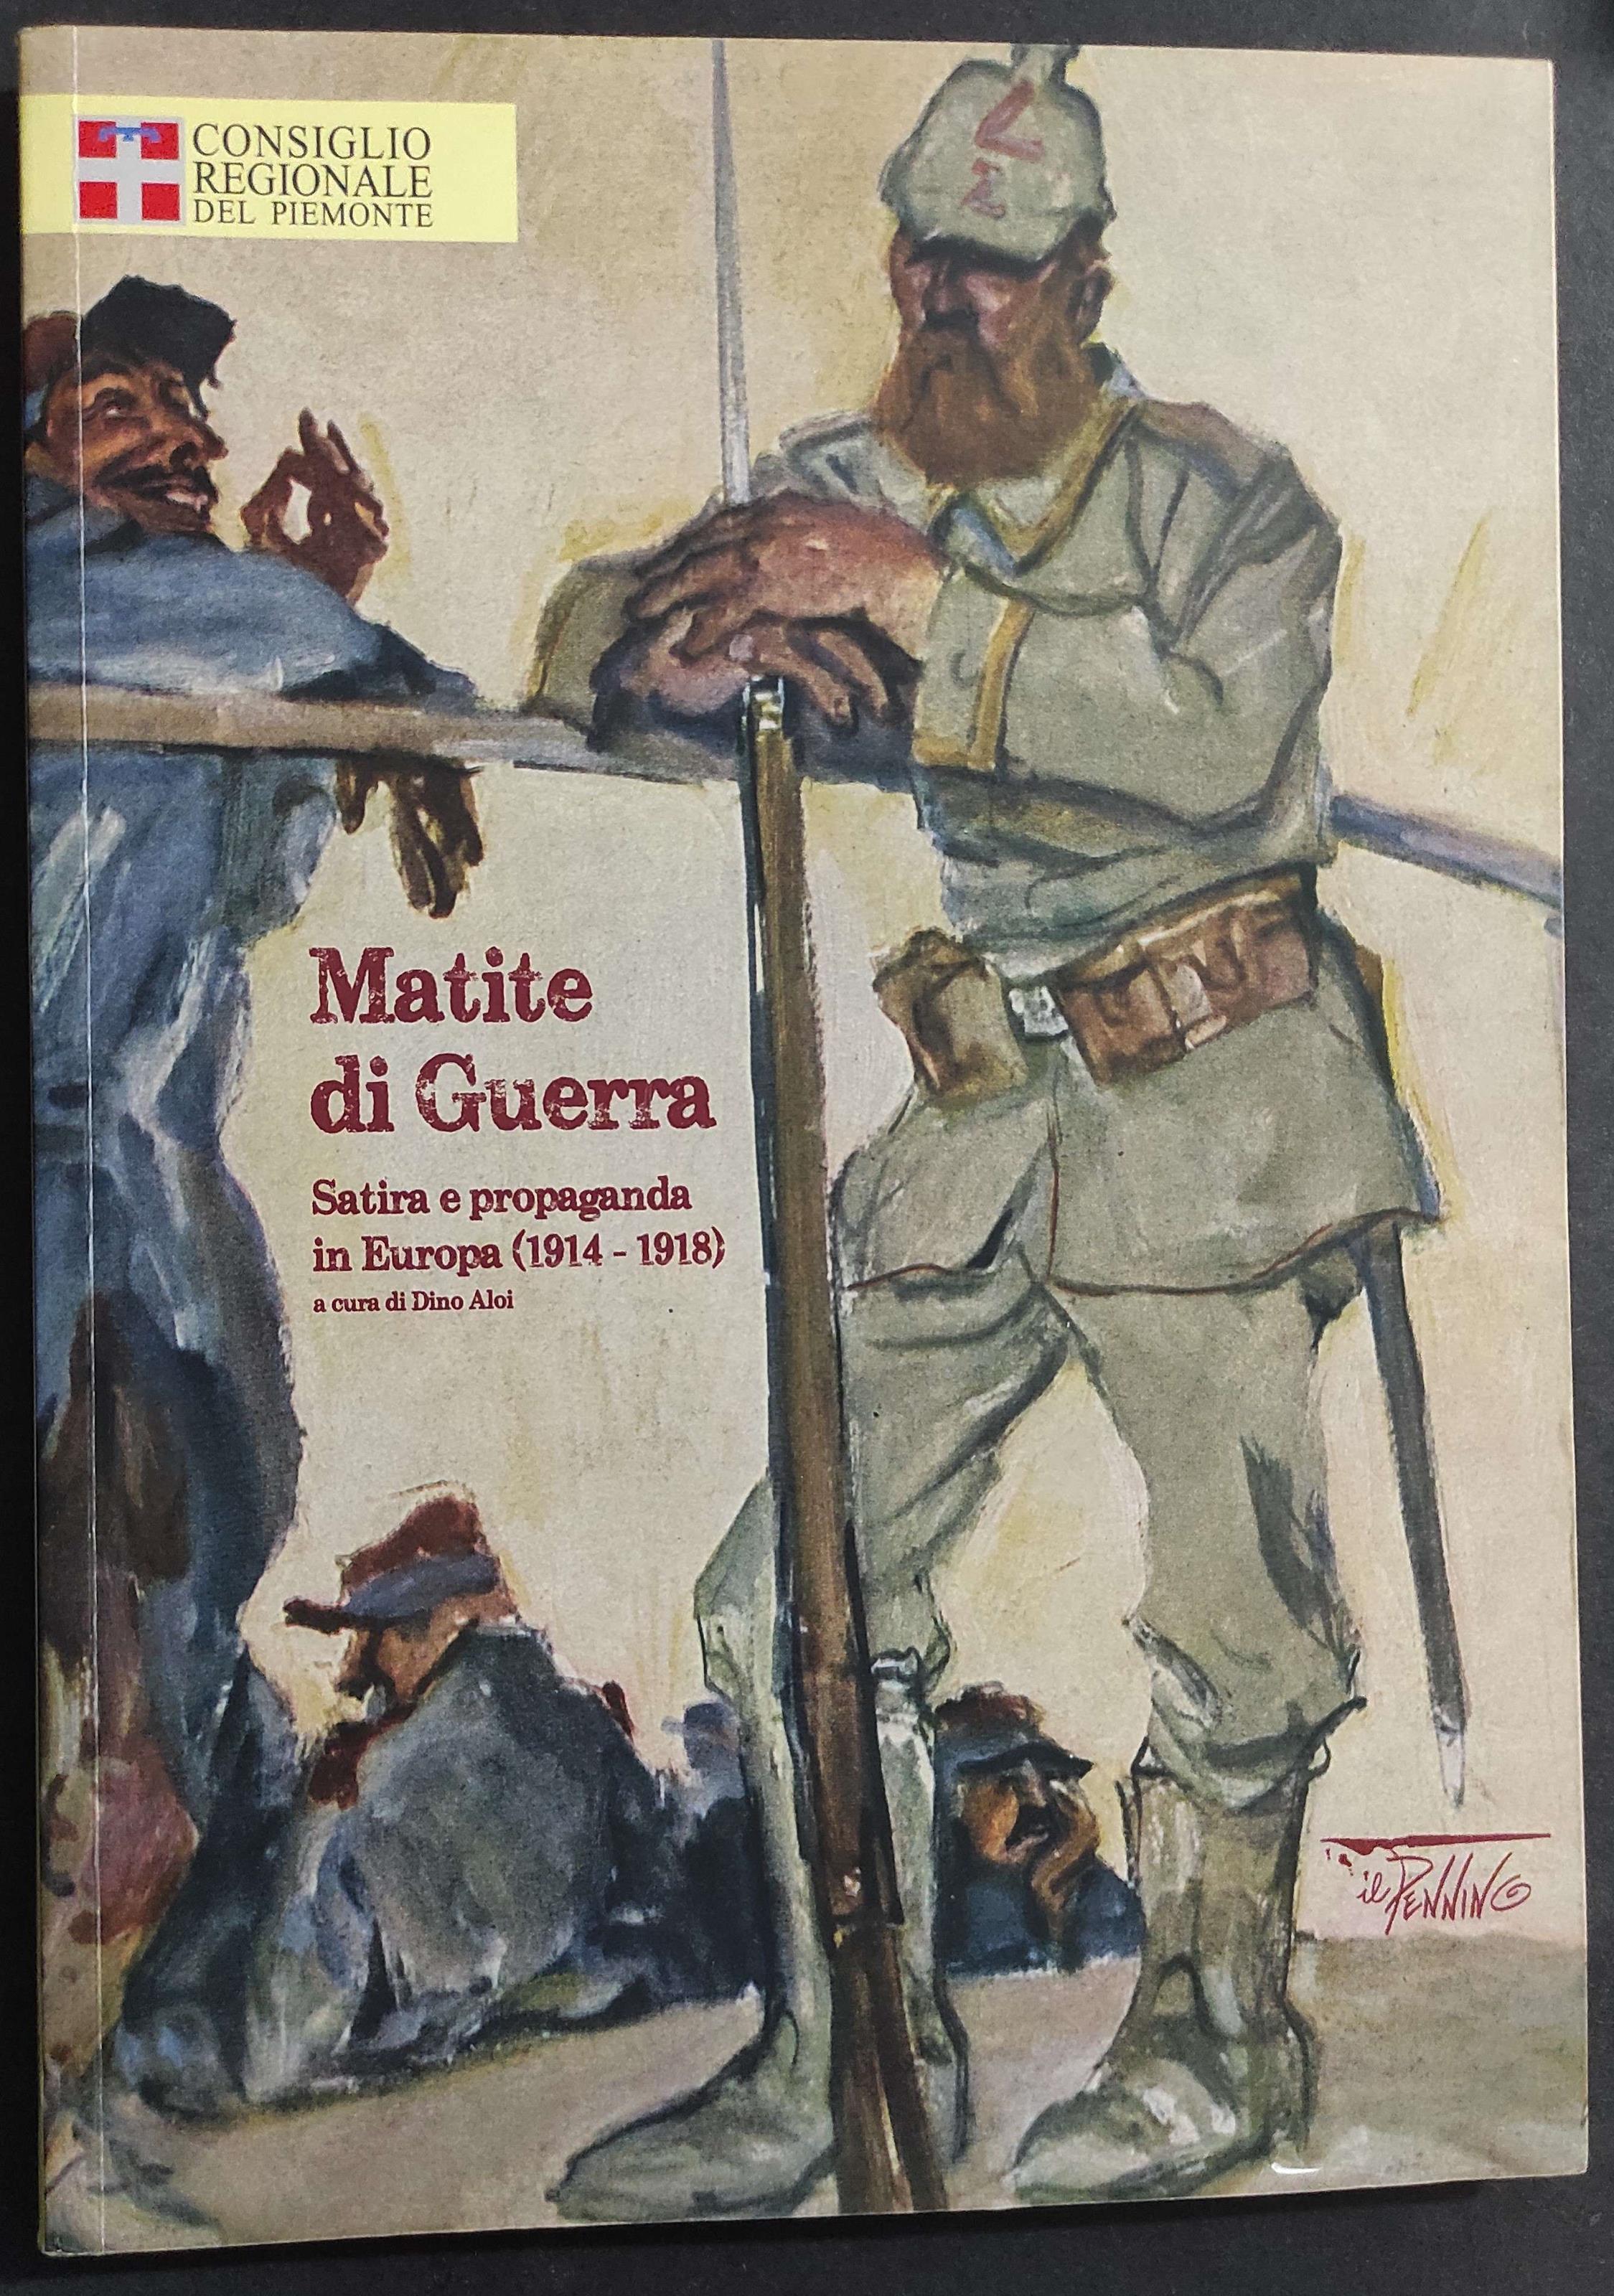 CONSIGLIO
REGIONALE
DEL PIEMONTE
Matite
di Guerra
Satira e propaganda
in Europa (1914 - 1918)
a cura di Dino Aloi
il PENNINO